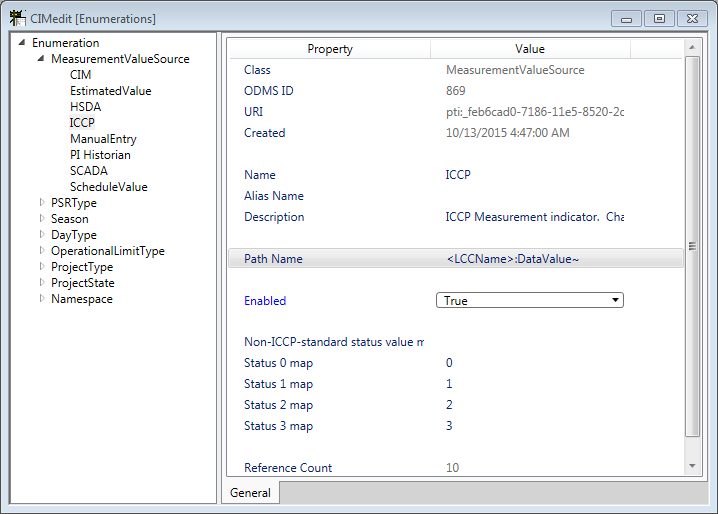 CIMedit [Enumerations]
Enumeration
MeasurementValueSource
CIM
EstimatedValue
HSDA
ICCP
ManualEntry
PI Historian
SCADA
ScheduleValue
PSRType
Season
DayType
OperationalLimitType
ProjectType
ProjectState
Namespace
Property Value
Class MeasurementValueSource
ODMS ID 869
URI pti:_feb6cad0-7186-11e5-8520-2c
Created 10/13/2015 4:47:00 AM
Name ICCP
Alias Name
Description ICCP Measurement indicator. Cha
Path Name <LCCName>:DataValue~
Enabled True
Non-ICCP-standard status value m
Status 0 map 0
Status 1 map 1
Status 2 map 2
Status 3 map 3
Reference Count 10
General